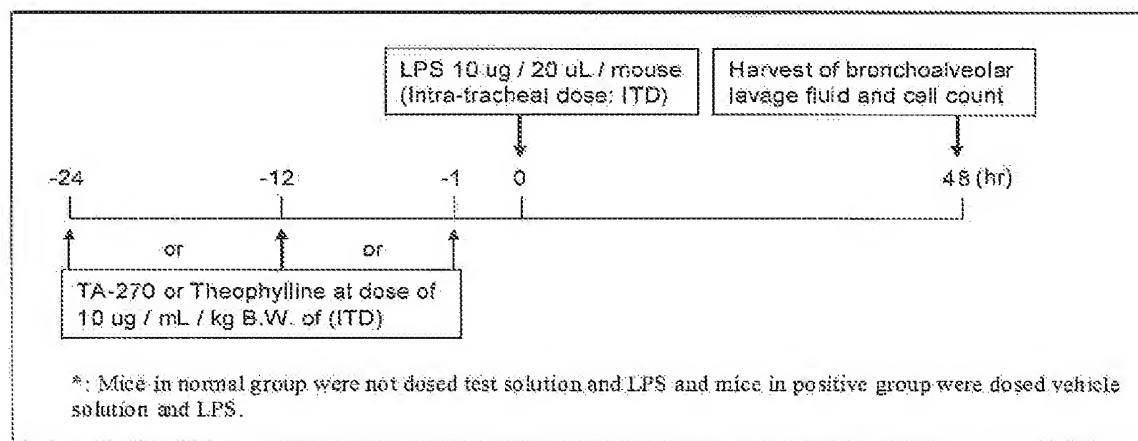 LPS 10 ug / 20 uL / mouse
(Intra-tracheal dose: ITD)
Harvest of bronchoalveolar
lavage fluid and cell count
-24 -12 -1 0 48 (hr)
or or
TA-270 or Theophylline at dose of
10 ug / mL / kg B.W. of (ITD)
*: Mice in normal group were not dosed test solution and LPS and mice in positive group were dosed vehicle
solution and LPS.